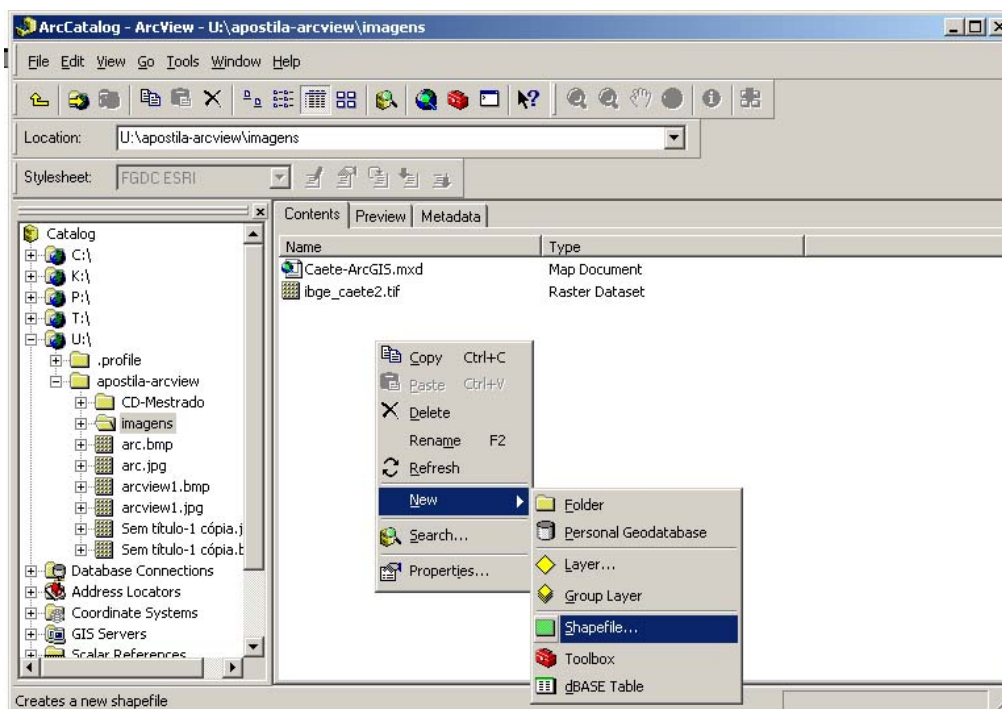 ArcCatalog - ArcView - U:\apostila-arcview\imagens
File Edit View Go Tools Window Help
Location: U:\apostila-arcview\imagens
Stylesheet: FGDC ESRI
Contents Preview Metadata
Name Type
Caete-ArcGIS.mxd Map Document
ibge_caete2.tif Raster Dataset
Catalog
C:\
K:\
P:\
T:\
U:\
.profile
apostila-arcview
CD-Mestrado
imagens
arc.bmp
arc.jpg
arcview1.bmp
arcview1.jpg
Sem título-1 cópia.j
Sem título-1 cópia.b
Database Connections
Address Locators
Coordinate Systems
GIS Servers
Scalar References
Copy Ctrl+C
Paste Ctrl+V
Delete
Rename F2
Refresh
New
Search...
Properties...
Folder
Personal Geodatabase
Layer...
Group Layer
Shapefile...
Toolbox
dBASE Table
Creates a new shapefile